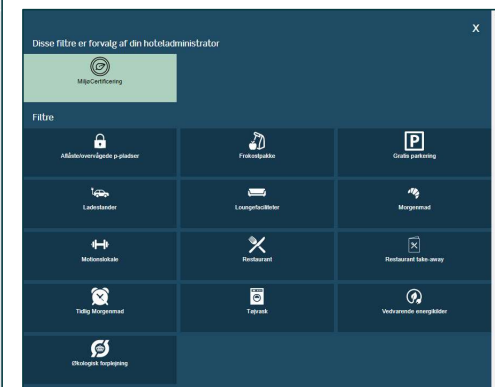 X
Disse filtre er forvalg af din hoteladministrator
MiljøCertificering
Filtre
Aflåste/overvågede p-pladser
Frokostpakke
P
Gratis parkering
Ladestander
Loungefaciliteter
Morgenmad
Motionslokale
Restaurant
Restaurant take-away
Tidlig Morgenmad
Tøjvask
Vedvarende energikilder
Økologisk forplejning